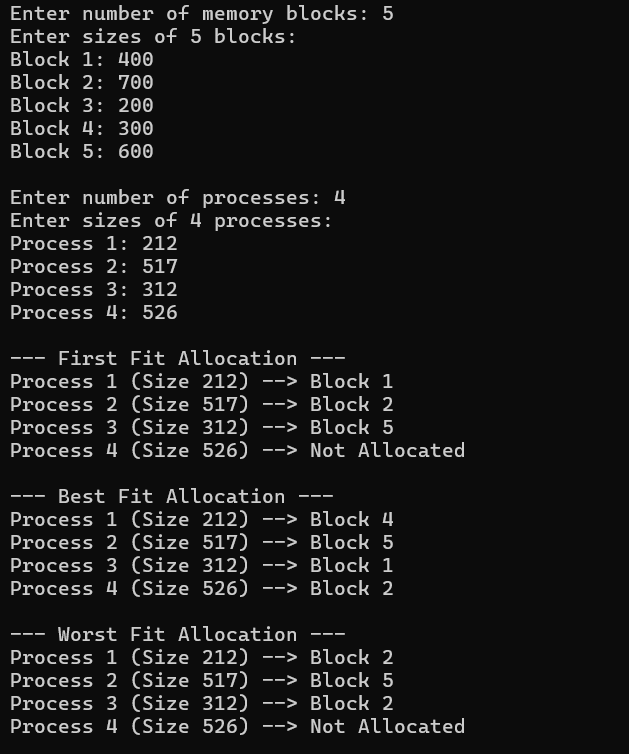 Enter number of memory blocks: 5
Enter sizes of 5 blocks:
Block 1: 400
Block 2: 700
Block 3: 200
Block 4: 300
Block 5: 600
Enter number of processes: 4
Enter sizes of 4 processes:
Process 1: 212
Process 2: 517
Process 3: 312
Process 4: 526
--- First Fit Allocation ---
Process 1 (Size 212) --> Block 1
Process 2 (Size 517) --> Block 2
Process 3 (Size 312) --> Block 5
Process 4 (Size 526) --> Not Allocated
--- Best Fit Allocation ---
Process 1 (Size 212) --> Block 4
Process 2 (Size 517) --> Block 5
Process 3 (Size 312) --> Block 1
Process 4 (Size 526) --> Block 2
--- Worst Fit Allocation ---
Process 1 (Size 212) --> Block 2
Process 2 (Size 517) --> Block 5
Process 3 (Size 312) --> Block 2
Process 4 (Size 526) --> Not Allocated